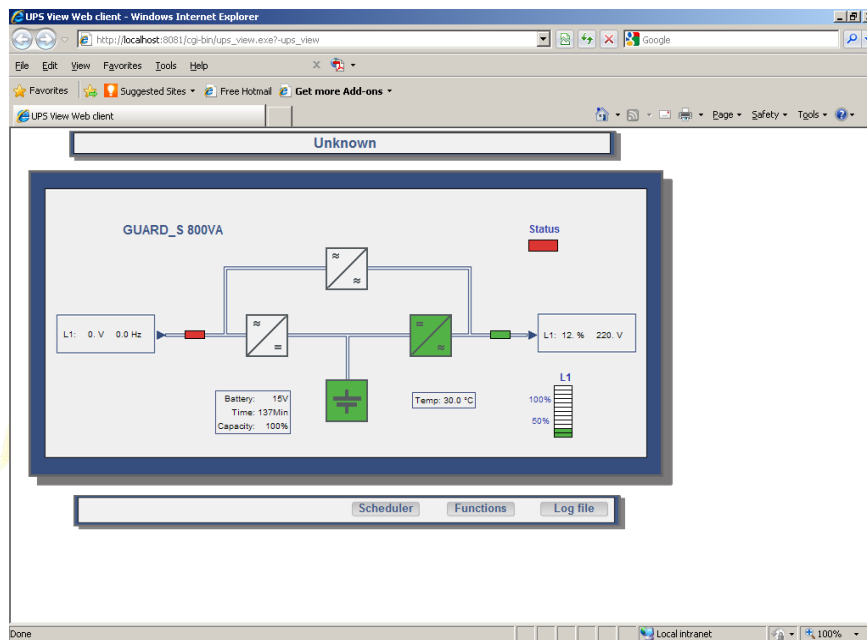 UPS View Web client - Windows Internet Explorer
http://localhost:8081/cgi-bin/ups_view.exe?-ups_view
Google
File Edit View Favorites Tools Help
Favorites Suggested Sites Free Hotmail Get more Add-ons
UPS View Web client
Page Safety Tools
Unknown
GUARD_S 800VA
Status
L1: 0. V 0.0 Hz
L1: 12. % 220. V
L1
Battery: 15V
Time: 137Min
Capacity: 100%
Temp: 30.0 °C
100%
50%
Scheduler Functions Log file
Done
Local intranet
100%